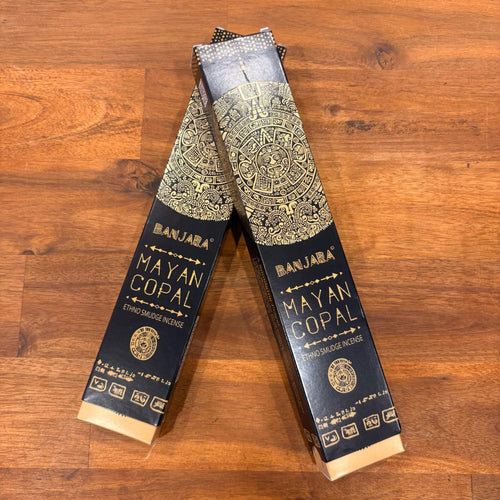 BANJARA®
MAYAN
COPAL
ETHNO SMUDGE INCENSE
BANJARA®
MAYAN
COPAL
ETHNO SMUDGE INCENSE